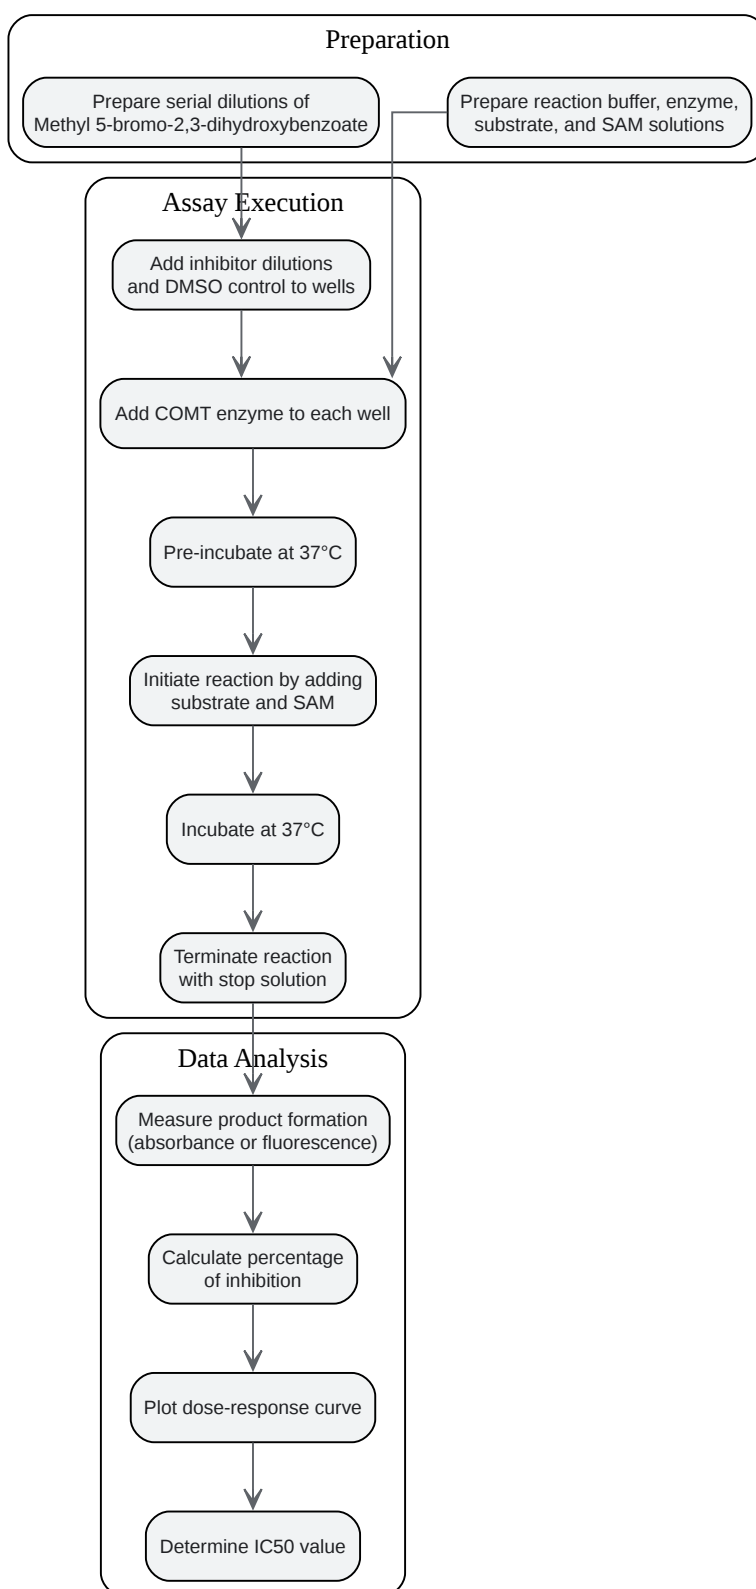 Preparation
Prepare serial dilutions of
Methyl 5-bromo-2,3-dihydroxybenzoate
Prepare reaction buffer, enzyme,
substrate, and SAM solutions
Assay Execution
Add inhibitor dilutions
and DMSO control to wells
Add COMT enzyme to each well
Pre-incubate at 37°C
Initiate reaction by adding
substrate and SAM
Incubate at 37°C
Terminate reaction
with stop solution
Data Analysis
Measure product formation
(absorbance or fluorescence)
Calculate percentage
of inhibition
Plot dose-response curve
Determine IC50 value